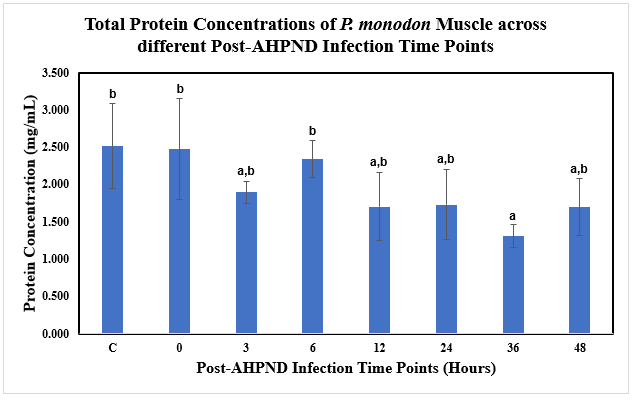 Total Protein Concentrations of P. monodon Muscle across
different Post-AHPND Infection Time Points
Protein Concentration (mg/mL)
3.500
3.000
2.500
2.000
1.500
1.000
0.500
0.000
b
b
a,b
b
a,b
a,b
a
a,b
C 0 3 6 12 24 36 48
Post-AHPND Infection Time Points (Hours)